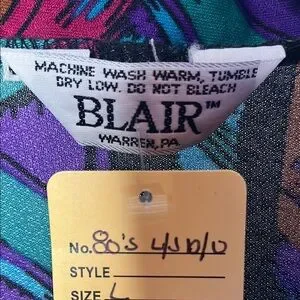 L
MACHINE WASH WARM, TUMBLE
DRY LOW. DO NOT BLEACH
BLAIR™
WARREN, PA
No. 80's
STYLE
SIZE L